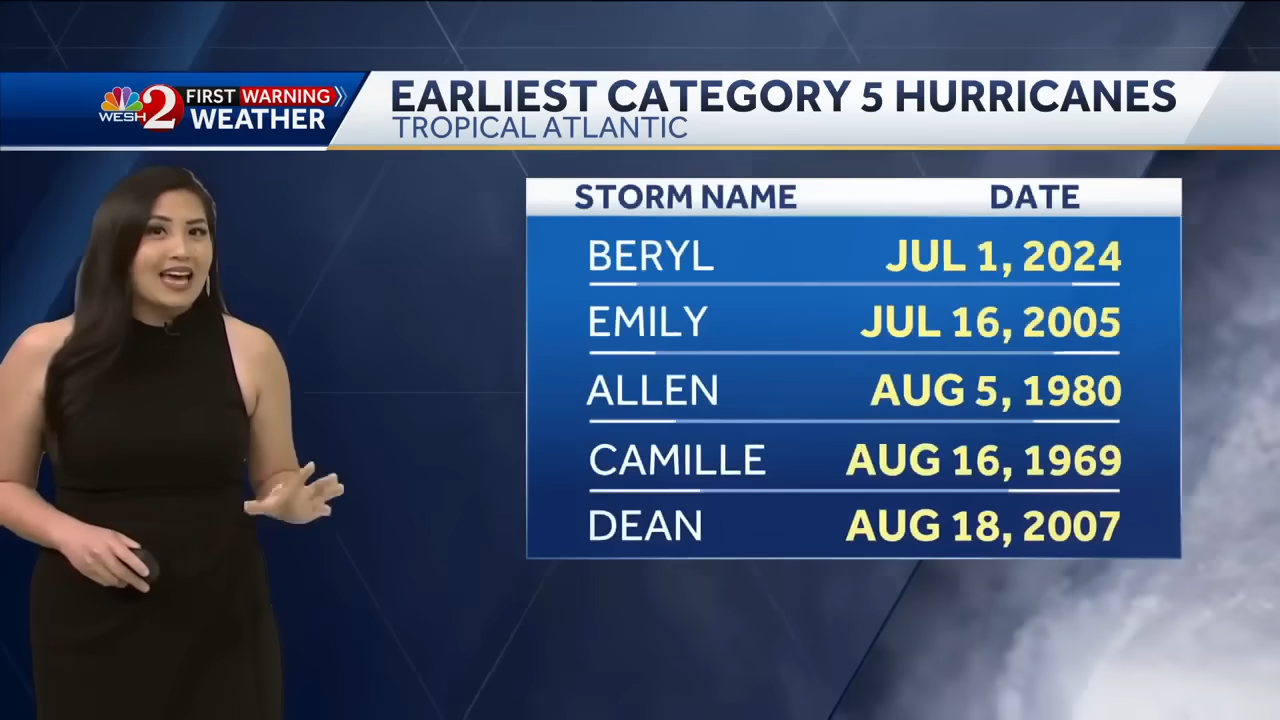 WESH 2 FIRST WARNING WEATHER
EARLIEST CATEGORY 5 HURRICANES
TROPICAL ATLANTIC
STORM NAME DATE
BERYL JUL 1, 2024
EMILY JUL 16, 2005
ALLEN AUG 5, 1980
CAMILLE AUG 16, 1969
DEAN AUG 18, 2007